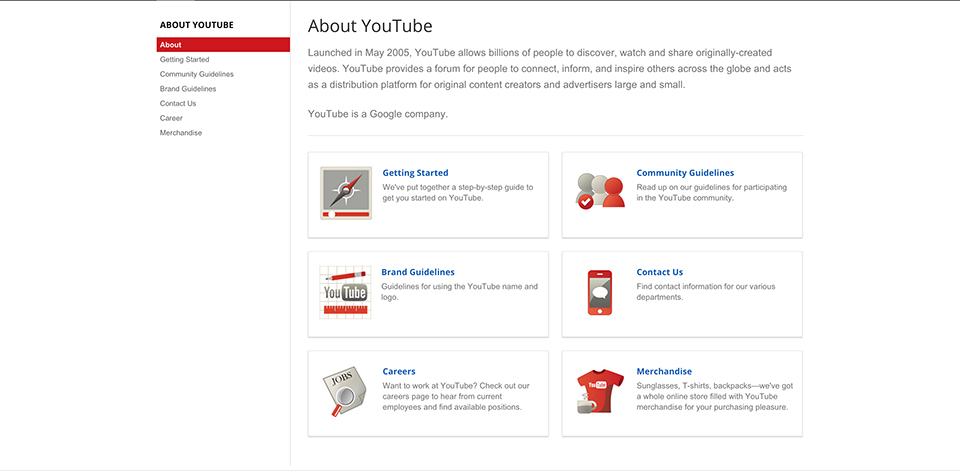 ABOUT YOUTUBE
About
Getting Started
Community Guidelines
Brand Guidelines
Contact Us
Career
Merchandise
About YouTube
Launched in May 2005, YouTube allows billions of people to discover, watch and share originally-created
videos. YouTube provides a forum for people to connect, inform, and inspire others across the globe and acts
as a distribution platform for original content creators and advertisers large and small.
YouTube is a Google company.
Getting Started
We've put together a step-by-step guide to
get you started on YouTube.
Community Guidelines
Read up on our guidelines for participating
in the YouTube community.
YouTube
Brand Guidelines
Guidelines for using the YouTube name and
logo.
Contact Us
Find contact information for our various
departments.
JOBS
Careers
Want to work at YouTube? Check out our
careers page to hear from current
employees and find available positions.
YouTube
Merchandise
Sunglasses, T-shirts, backpacks—we've got
a whole online store filled with YouTube
merchandise for your purchasing pleasure.